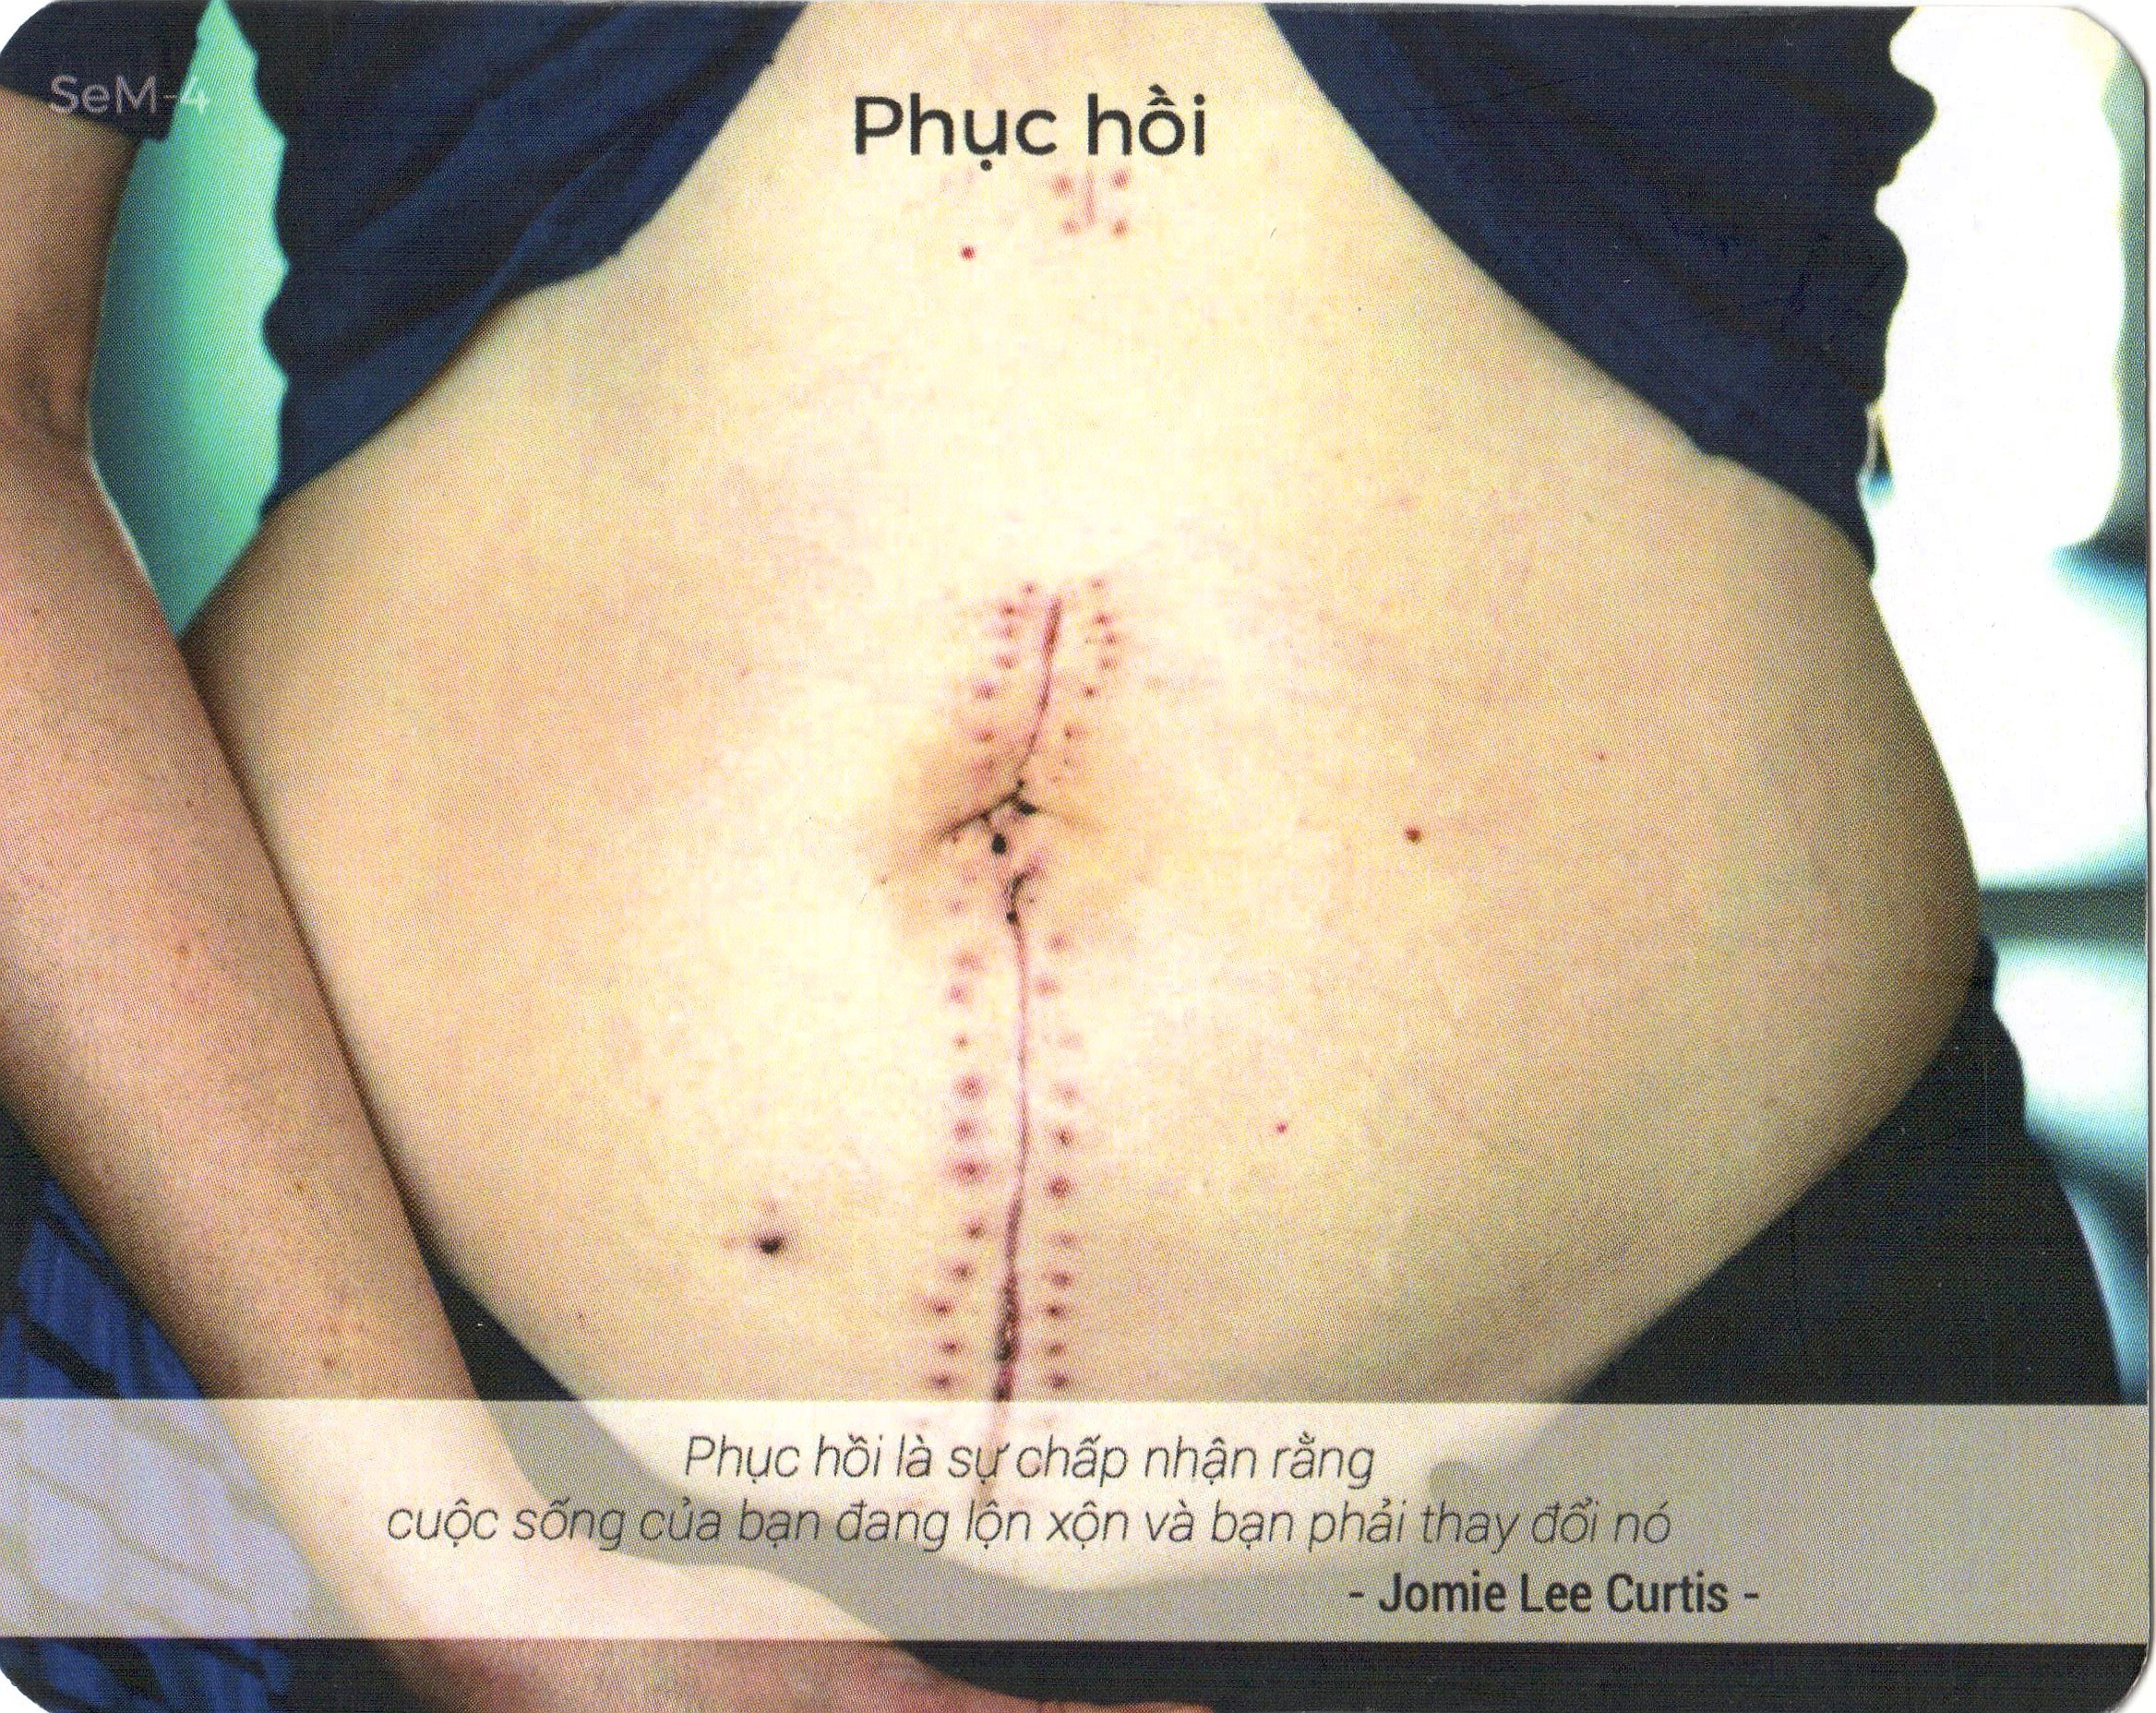 SeM-4
Phục hồi
Phục hồi là sự chấp nhận rằng
cuộc sống của bạn đang lộn xộn và bạn phải thay đổi nó
- Jomie Lee Curtis -